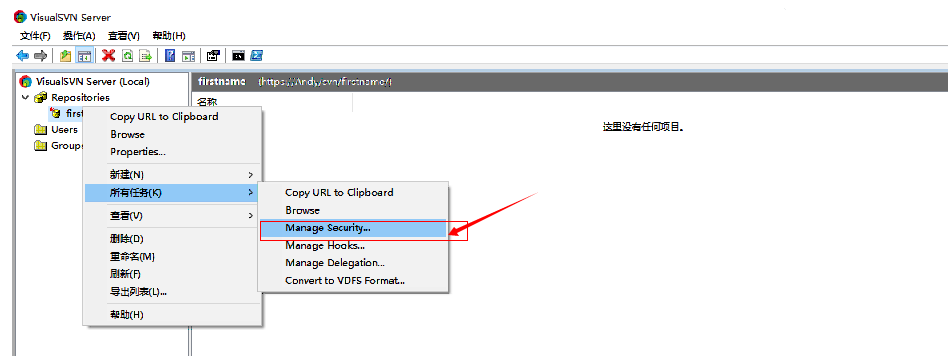 VisualSVN Server
文件(F) 操作(A) 查看(V) 帮助(H)
VisualSVN Server (Local)
firstname (https://Andy/svn/firstname/)
Repositories
名称
first
Users
Groups
这里没有任何项目。
Copy URL to Clipboard
Browse
Properties...
新建(N)
所有任务(K)
查看(V)
删除(D)
重命名(M)
刷新(F)
导出列表(L)...
帮助(H)
Copy URL to Clipboard
Browse
Manage Security...
Manage Hooks...
Manage Delegation...
Convert to VDFS Format...